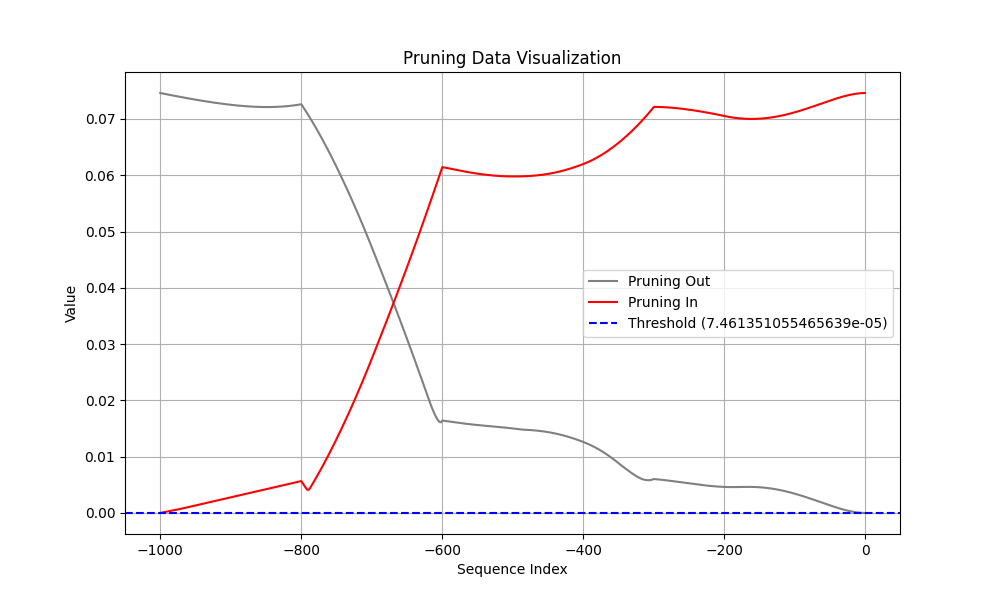 Pruning Data Visualization
Value
0.07
0.06
0.05
0.04
0.03
0.02
0.01
0.00
Pruning Out
Pruning In
Threshold (7.461351055465639e-05)
−1000
−800
−600
−400
−200
0
Sequence Index